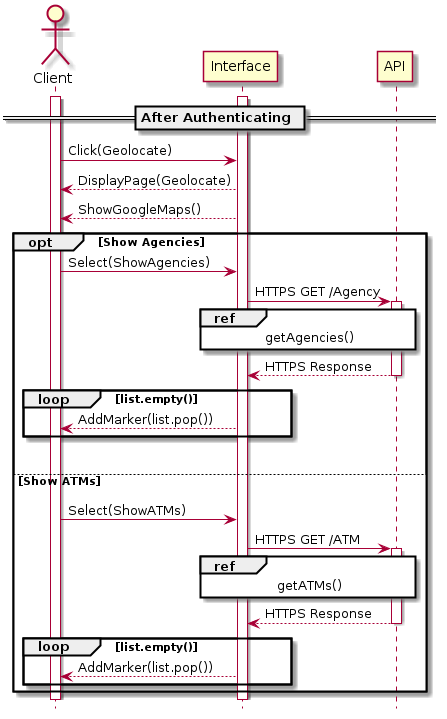 Client
Interface
API
After Authenticating
Click(Geolocate)
DisplayPage(Geolocate)
ShowGoogleMaps()
opt [Show Agencies]
Select(ShowAgencies)
HTTPS GET /Agency
ref
getAgencies()
HTTPS Response
loop [list.empty()]
AddMarker(list.pop())
[Show ATMs]
Select(ShowATMs)
HTTPS GET /ATM
ref
getATMs()
HTTPS Response
loop [list.empty()]
AddMarker(list.pop())